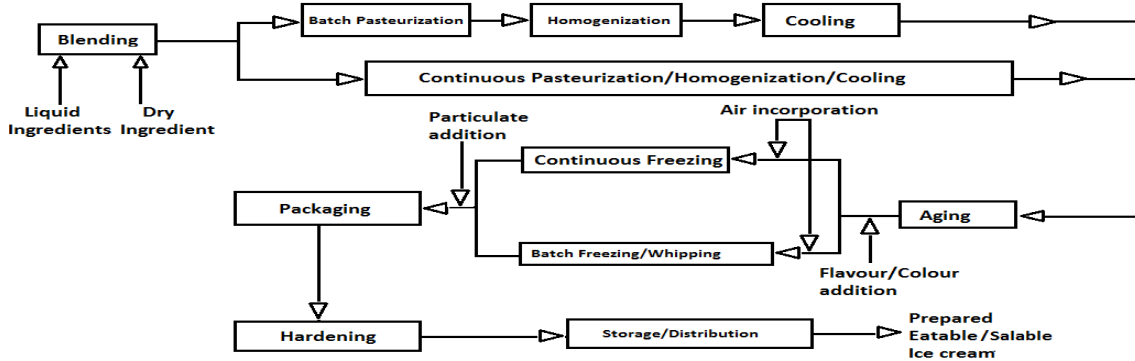 Batch Pasteurization
Homogenization
Cooling
Blending
Continuous Pasteurization/Homogenization/Cooling
Liquid
Ingredients
Dry
Ingredient
Air incorporation
Particulate
addition
Continuous Freezing
Packaging
Aging
Batch Freezing/Whipping
Flavour/Colour
addition
Hardening
Storage/Distribution
Prepared
Eatable/Salable
Ice cream